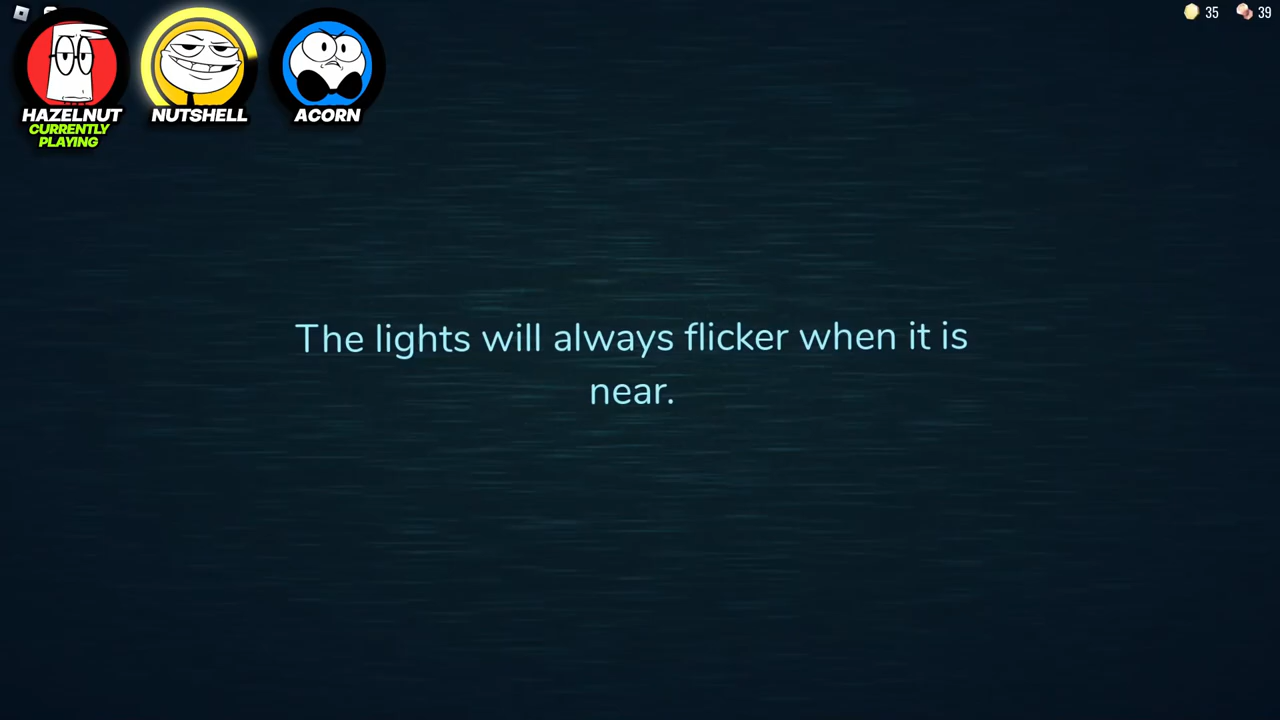 35 39
HAZELNUT NUTSHELL ACORN
CURRENTLY
PLAYING
The lights will always flicker when it is
near.